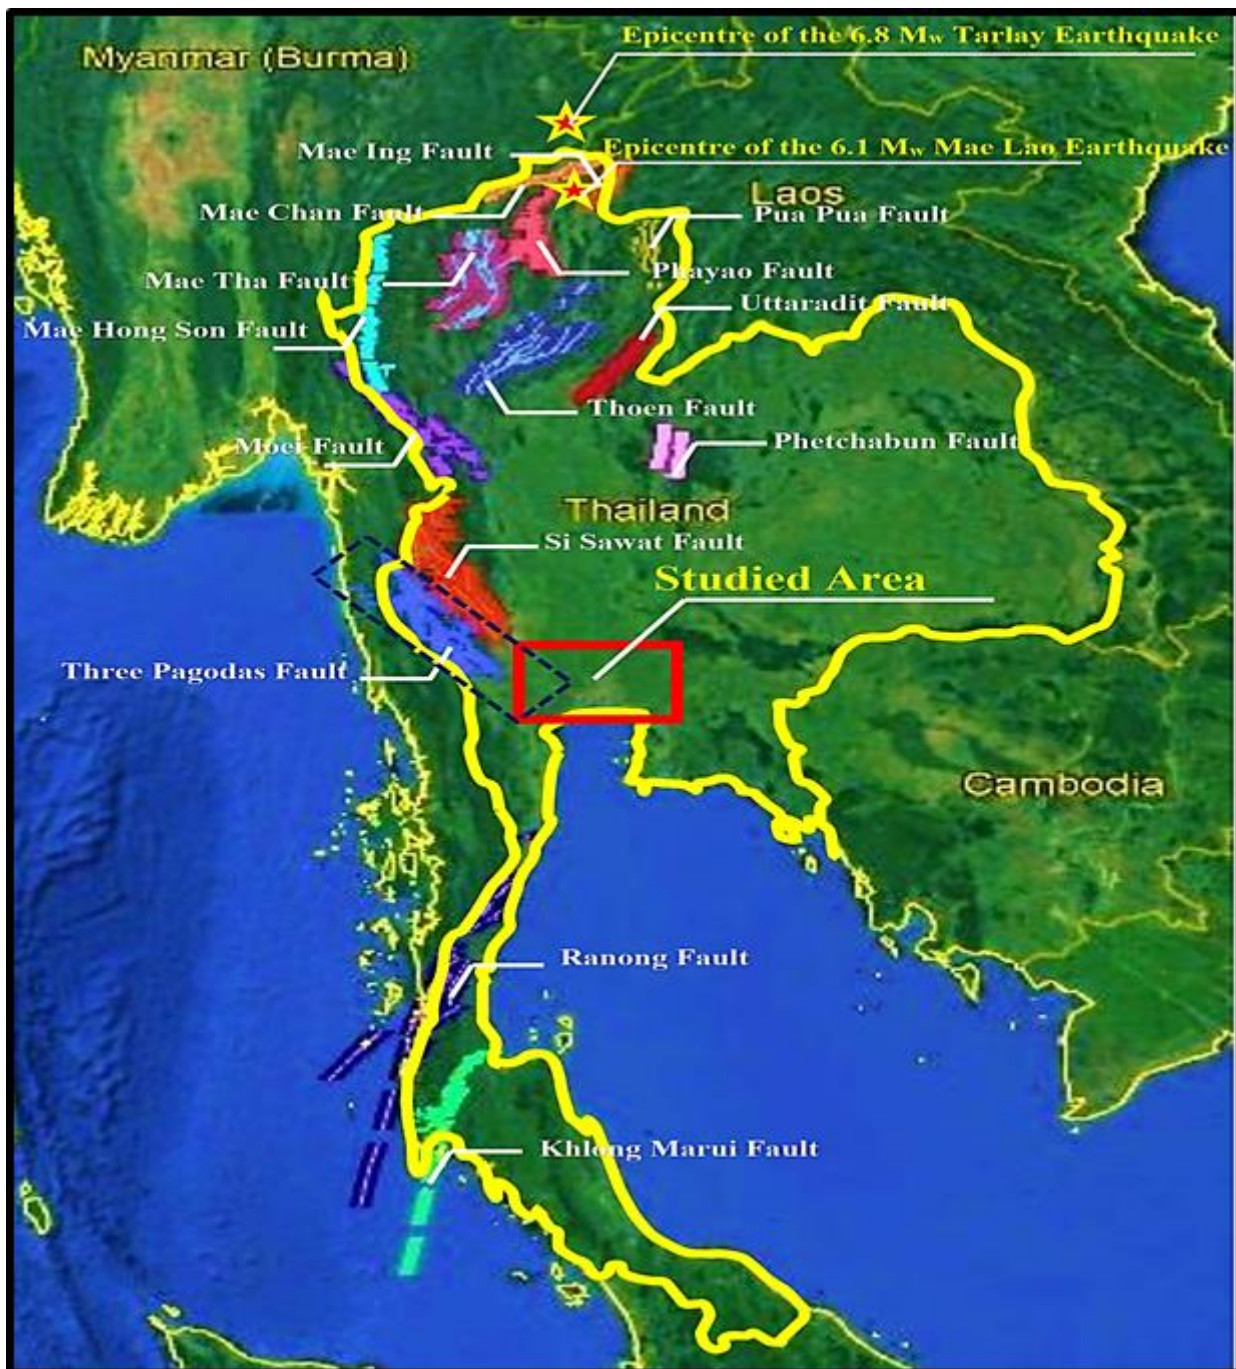 Epicentre of the 6.8 Mw Tarlay Earthquake
Myanmar (Burma)
Mae Ing Fault
Epicentre of the 6.1 Mw Mae Lao Earthquake
Laos
Mae Chan Fault
Pua Pua Fault
Mae Tha Fault
Phayao Fault
Uttaradit Fault
Mae Hong Son Fault
Thoen Fault
Moei Fault
Phetchabun Fault
Thailand
Si Sawat Fault
Studied Area
Three Pagodas Fault
Cambodia
Ranong Fault
Khlong Marui Fault